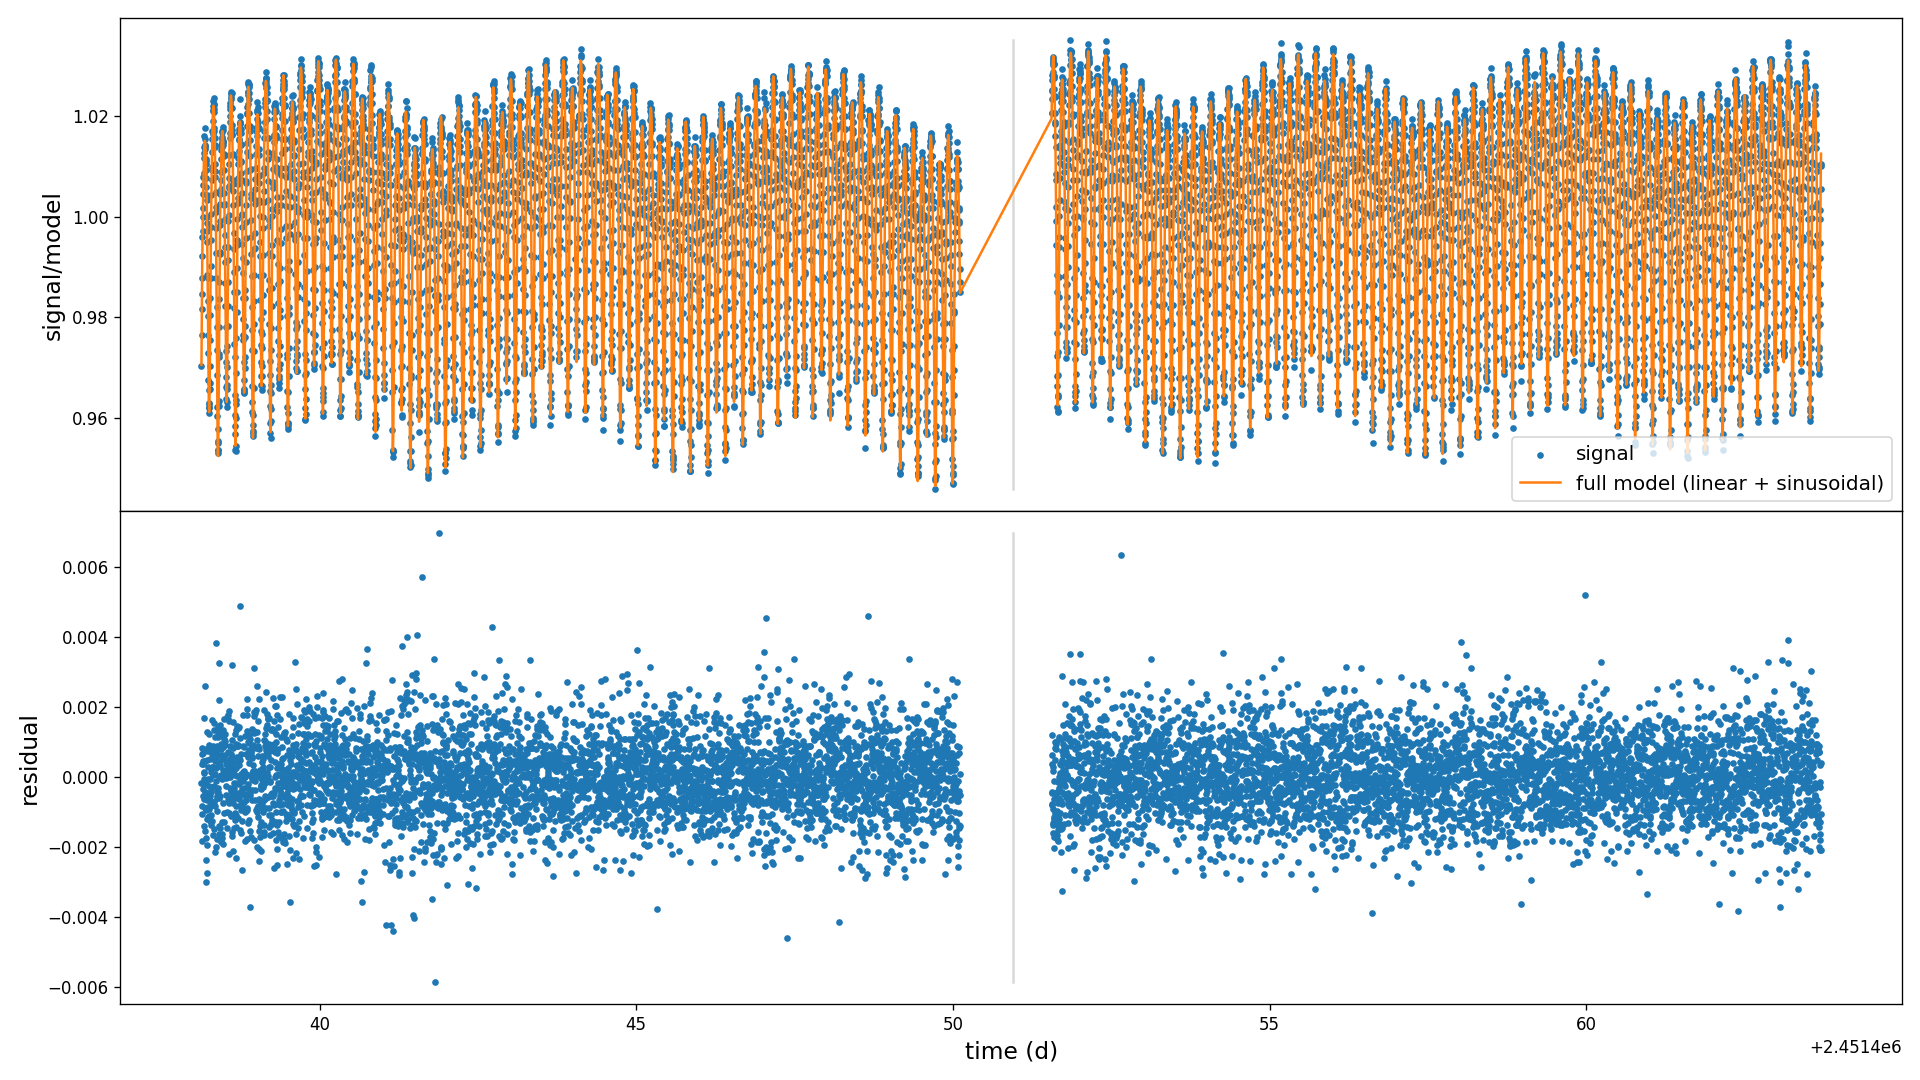 signal/model
1.02
1.00
0.98
0.96
signal
full model (linear + sinusoidal)
residual
0.006
0.004
0.002
0.000
−0.002
−0.004
−0.006
40
45
50
55
60
time (d)
+2.4514e6